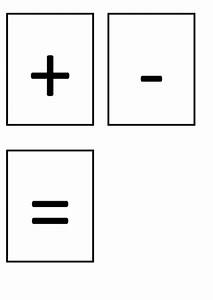 + -
=